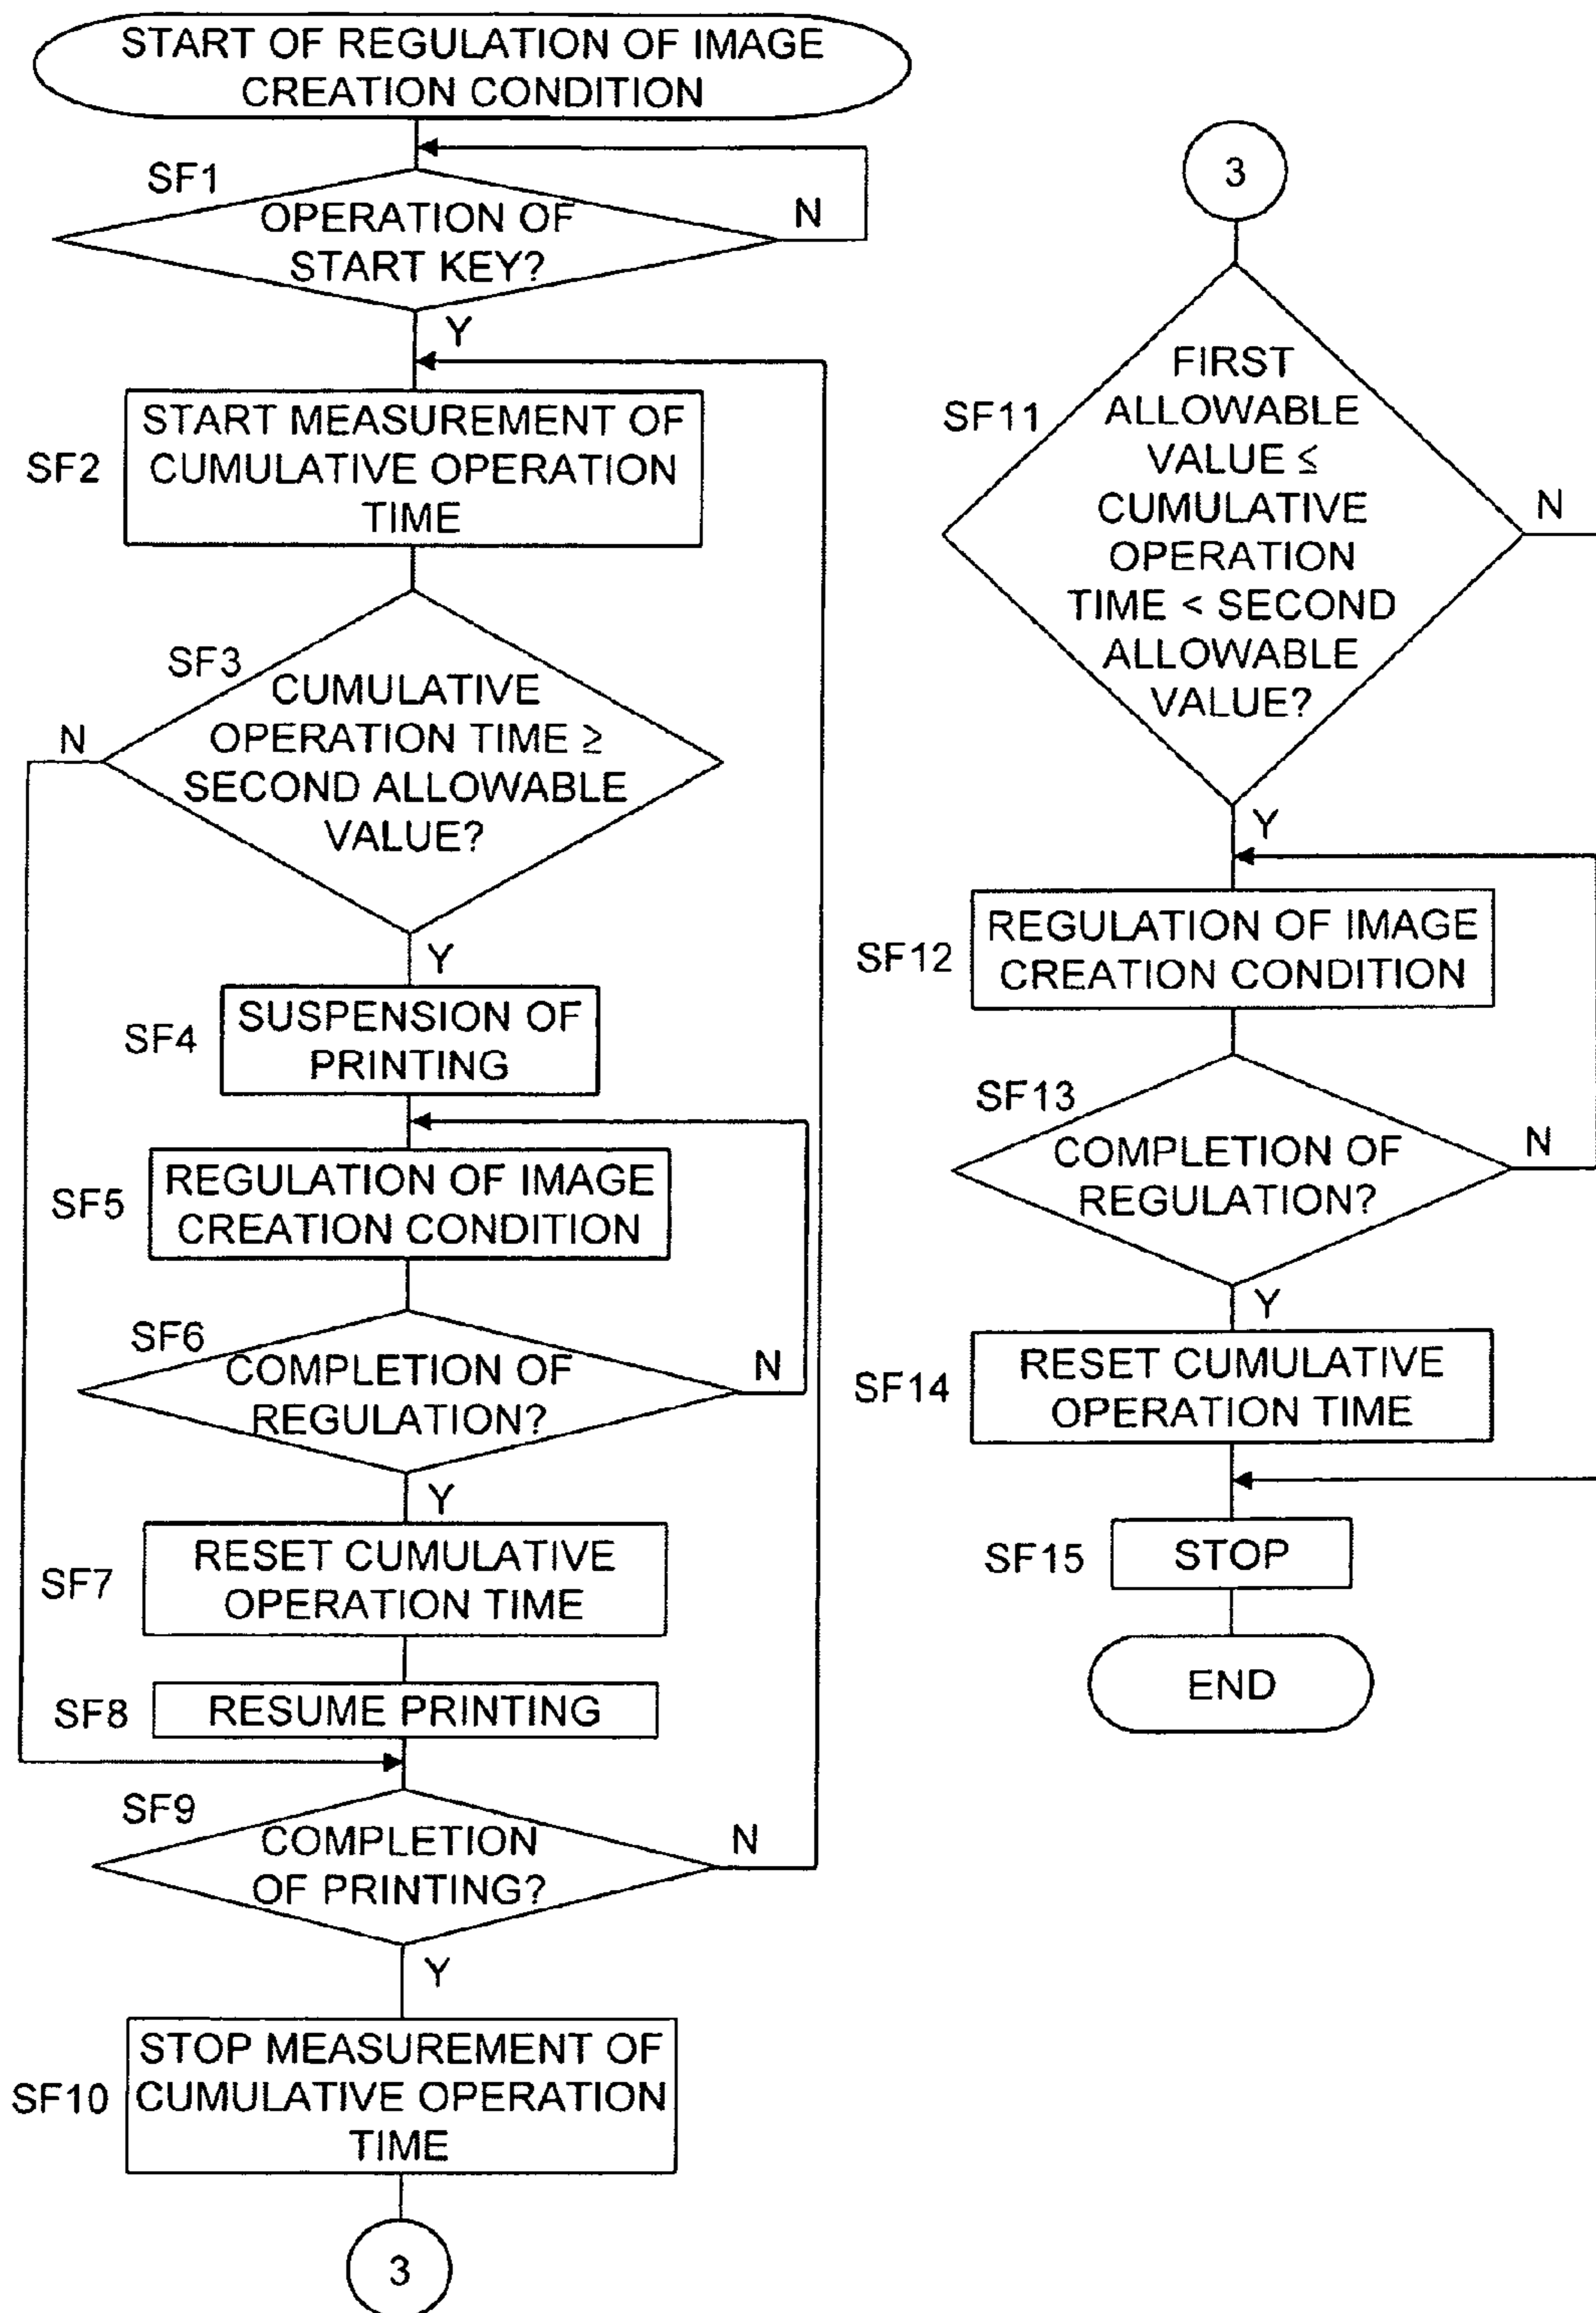 START OF REGULATION OF IMAGE
CREATION CONDITION
SF1
OPERATION OF
START KEY?
N
Y
SF2
START MEASUREMENT OF
CUMULATIVE OPERATION
TIME
SF3
CUMULATIVE
OPERATION TIME ≥
SECOND ALLOWABLE
VALUE?
N
Y
SF4
SUSPENSION OF
PRINTING
SF5
REGULATION OF IMAGE
CREATION CONDITION
SF6
COMPLETION OF
REGULATION?
N
Y
SF7
RESET CUMULATIVE
OPERATION TIME
SF8
RESUME PRINTING
SF9
COMPLETION
OF PRINTING?
N
Y
SF10
STOP MEASUREMENT OF
CUMULATIVE OPERATION
TIME
3
3
SF11
FIRST
ALLOWABLE
VALUE ≤
CUMULATIVE
OPERATION
TIME < SECOND
ALLOWABLE
VALUE?
N
Y
SF12
REGULATION OF IMAGE
CREATION CONDITION
SF13
COMPLETION OF
REGULATION?
N
Y
SF14
RESET CUMULATIVE
OPERATION TIME
SF15
STOP
END